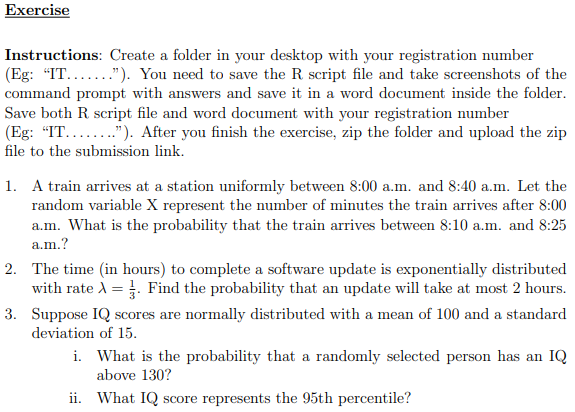 Exercise
Instructions: Create a folder in your desktop with your registration number
(Eg: “IT…….”). You need to save the R script file and take screenshots of the
command prompt with answers and save it in a word document inside the folder.
Save both R script file and word document with your registration number
(Eg: “IT……..”). After you finish the exercise, zip the folder and upload the zip
file to the submission link.
1. A train arrives at a station uniformly between 8:00 a.m. and 8:40 a.m. Let the
random variable X represent the number of minutes the train arrives after 8:00
a.m. What is the probability that the train arrives between 8:10 a.m. and 8:25
a.m.?
2. The time (in hours) to complete a software update is exponentially distributed
with rate λ = 1/3. Find the probability that an update will take at most 2 hours.
3. Suppose IQ scores are normally distributed with a mean of 100 and a standard
deviation of 15.
i. What is the probability that a randomly selected person has an IQ
above 130?
ii. What IQ score represents the 95th percentile?